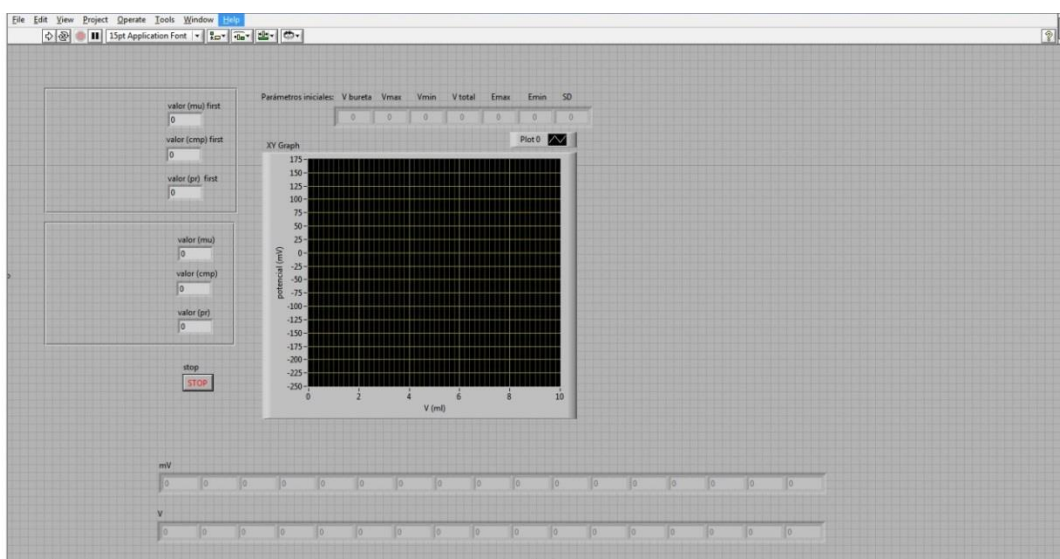 File Edit View Project Operate Tools Window Help
15pt Application Font
?
Parámetros iniciales: V bureta Vmax Vmin V total Emax Emin SD
0 0 0 0 0 0 0
valor (mu) first
0
valor (cmp) first
0
valor (pr) first
0
valor (mu)
0
valor (cmp)
0
valor (pr)
0
stop
STOP
XY Graph
Plot 0
potencial (mV)
175
150
125
100
75
50
25
0
-25
-50
-75
-100
-125
-150
-175
-200
-225
-250
0 2 4 6 8 10
V (ml)
mV
0 0 0 0 0 0 0 0 0 0 0 0 0 0 0 0 0
V
0 0 0 0 0 0 0 0 0 0 0 0 0 0 0 0 0